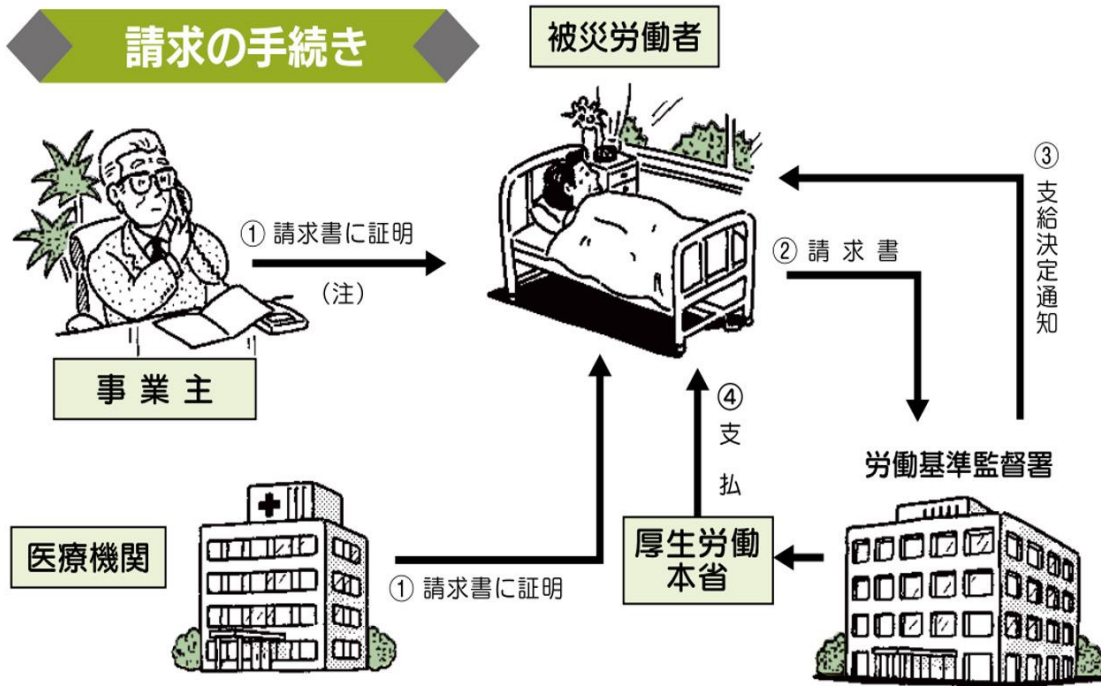 請求の手続き
被災労働者
① 請求書に証明
（注）
事業主
② 請求書
③支給決定通知
④支払
労働基準監督署
医療機関
① 請求書に証明
厚生労働
本省